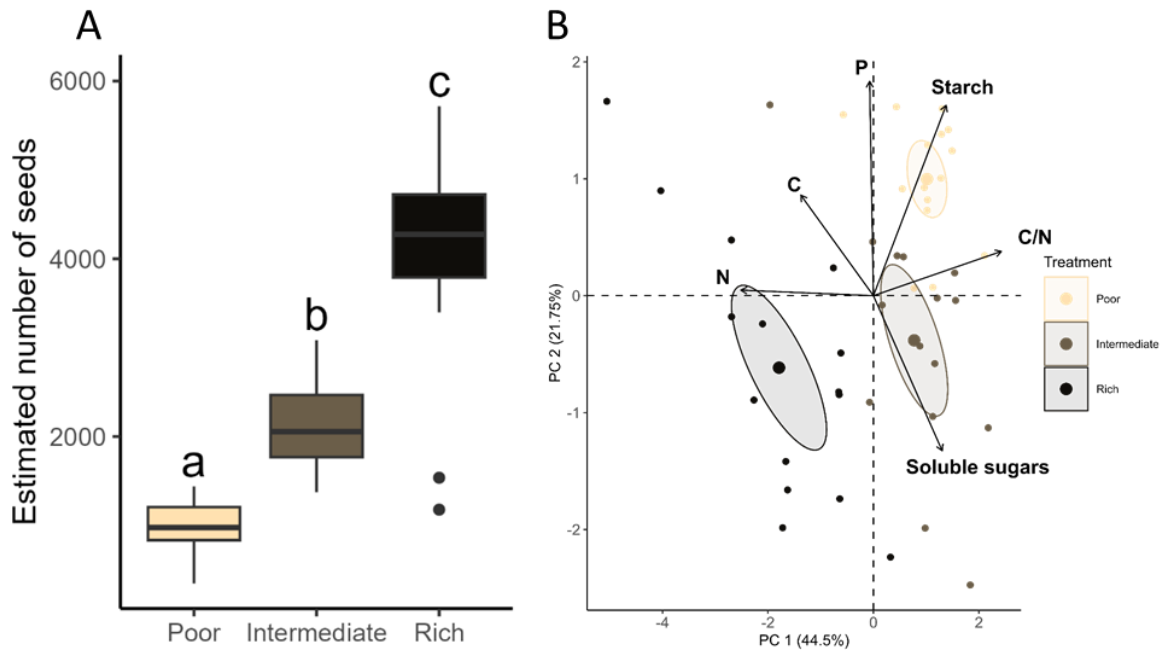 A
Estimated number of seeds
6000
4000
2000
a
b
c
Poor
Intermediate
Rich
B
PC 2 (21.75%)
2
1
0
-1
-2
P
Starch
C
C/N
N
Soluble sugars
-4
-2
0
2
PC 1 (44.5%)
Treatment
Poor
Intermediate
Rich